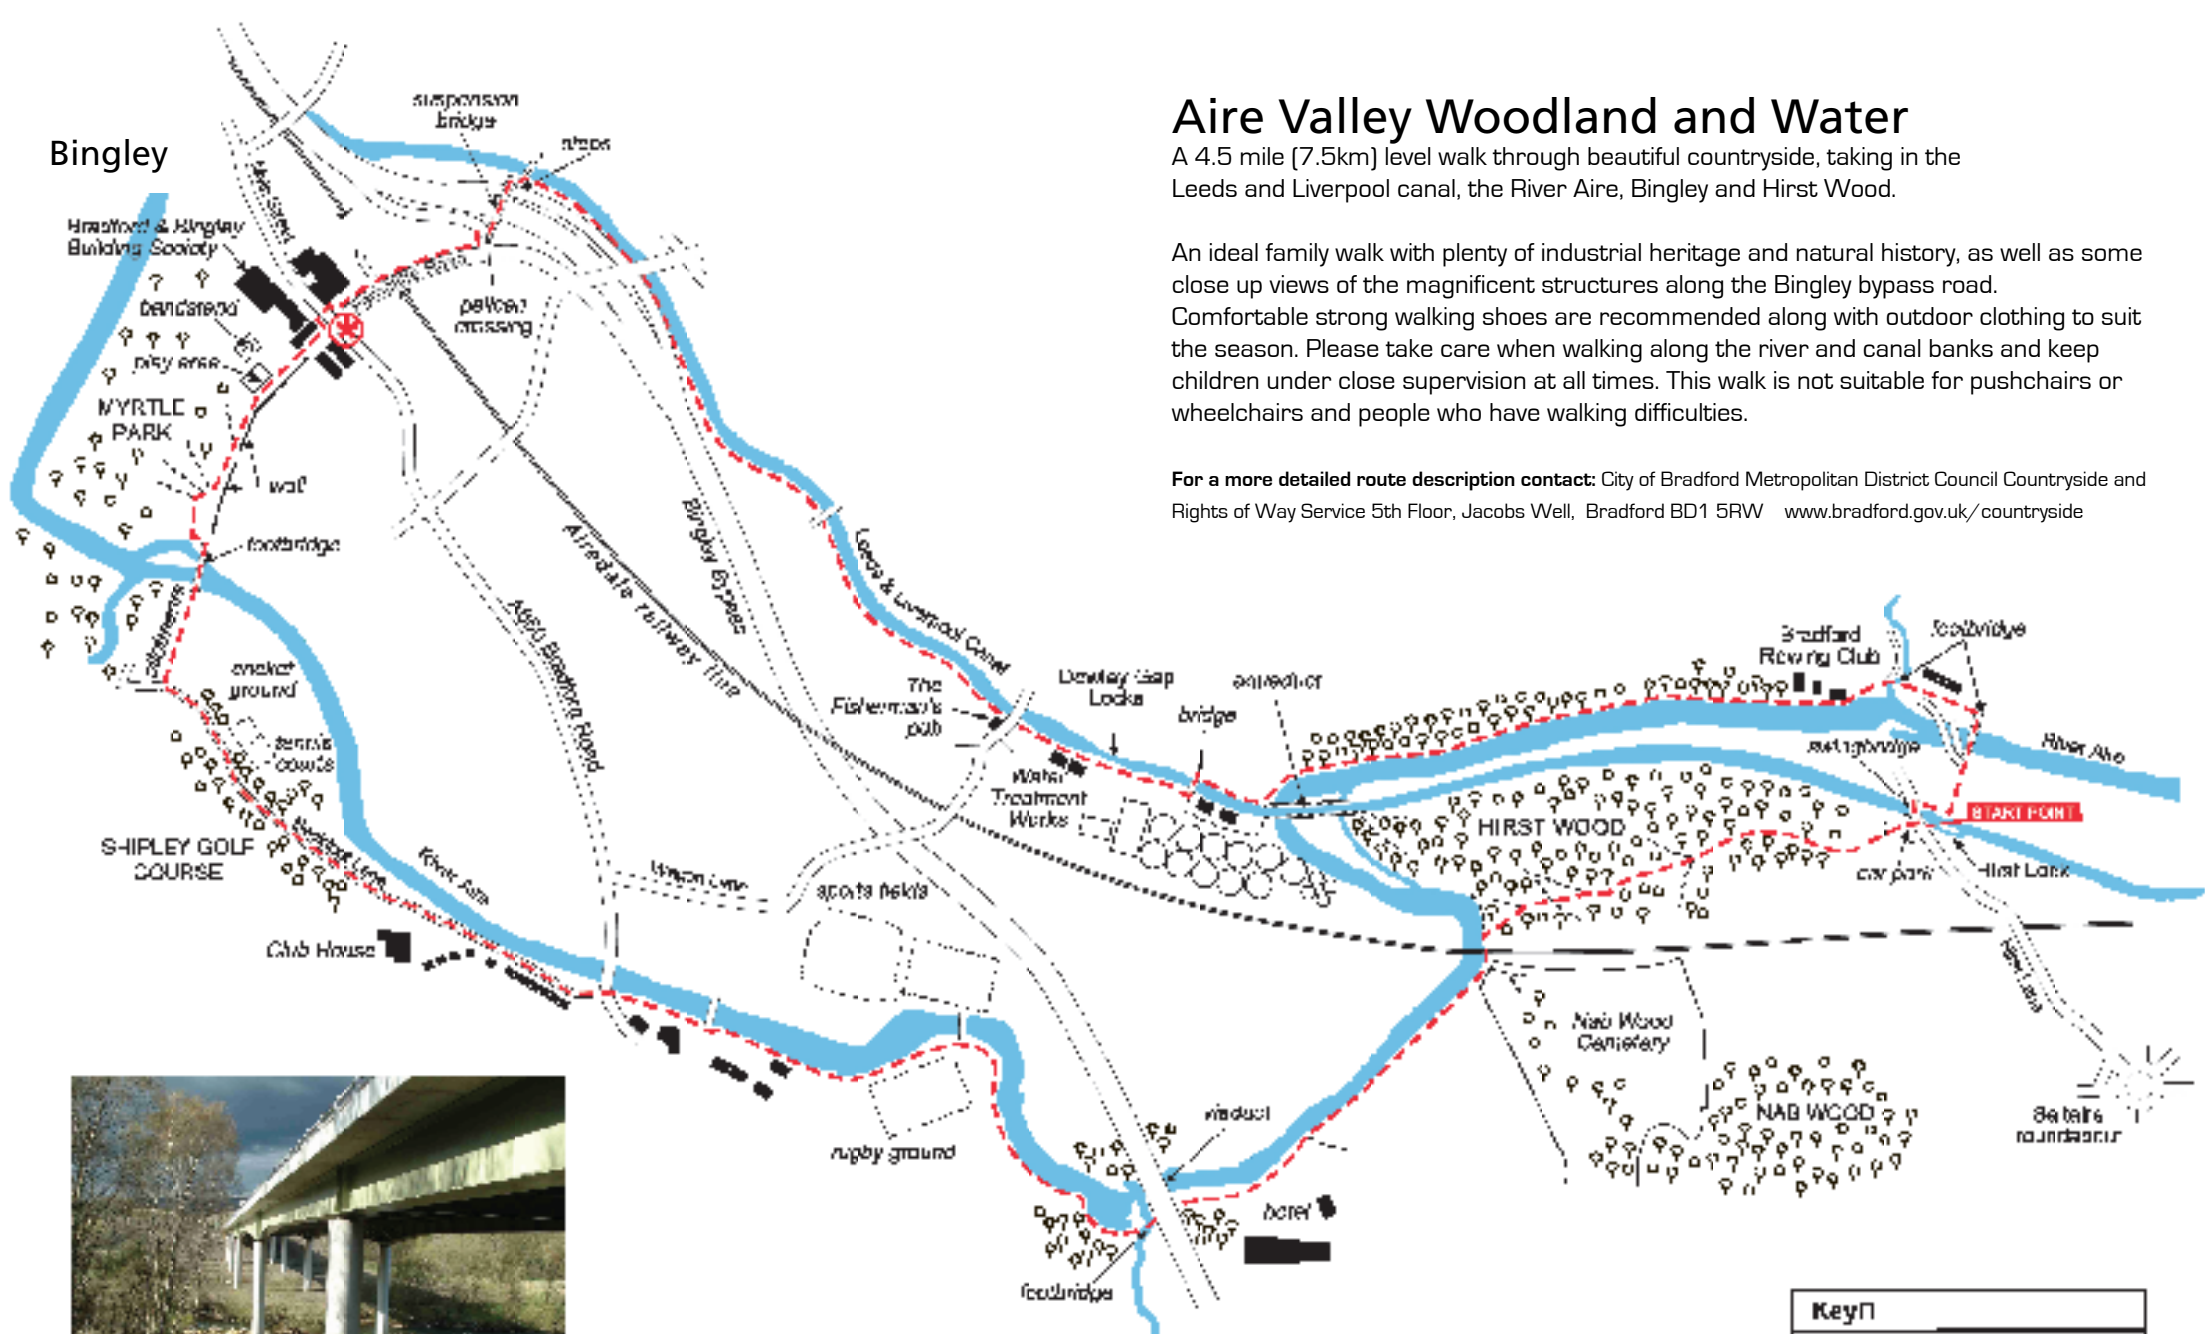 Aire Valley Woodland and Water
A 4.5 mile (7.5km) level walk through beautiful countryside, taking in the
Leeds and Liverpool canal, the River Aire, Bingley and Hirst Wood.
An ideal family walk with plenty of industrial heritage and natural history, as well as some
close up views of the magnificent structures along the Bingley bypass road.
Comfortable strong walking shoes are recommended along with outdoor clothing to suit
the season. Please take care when walking along the river and canal banks and keep
children under close supervision at all times. This walk is not suitable for pushchairs or
wheelchairs and people who have walking difficulties.
For a more detailed route description contact: City of Bradford Metropolitan District Council Countryside and
Rights of Way Service 5th Floor, Jacobs Well, Bradford BD1 5RW www.bradford.gov.uk/countryside
Bingley
suspension
bridge
steps
Main Street
Bradford & Bingley
Building Society
bandstand
play area
MYRTLE
PARK
wall
footbridge
pelican
crossing
allotments
cricket
ground
tennis
courts
SHIPLEY GOLF
COURSE
Club House
River Aire
A650 Bradford Road
Airedale railway line
Bingley Bypass
Leeds & Liverpool Canal
The
Fisherman's
pub
Dowley Gap
Locks
bridge
aqueduct
Water
Treatment
Works
sports fields
rugby ground
viaduct
hotel
footbridge
Bradford
Rowing Club
footbridge
swingbridge
River Aire
START POINT
HIRST WOOD
car park
Hirst Lock
Nab Wood
Cemetery
NAB WOOD
Saltaire
roundabout
Key